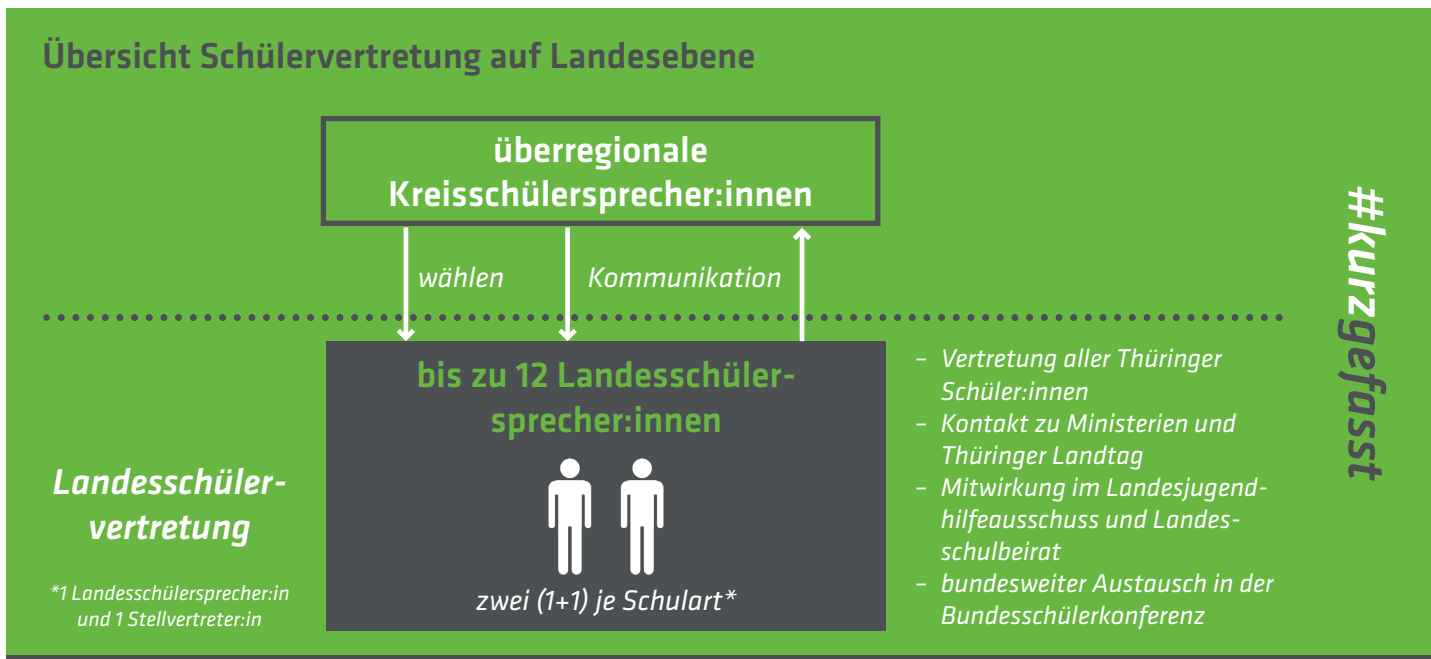 Übersicht Schülervertretung auf Landesebene
überregionale
Kreisschülersprecher:innen
wählen
Kommunikation
bis zu 12 Landesschüler-
sprecher:innen
zwei (1+1) je Schulart*
Landesschüler-
vertretung
*1 Landesschülersprecher:in
und 1 Stellvertreter:in
– Vertretung aller Thüringer
Schüler:innen
– Kontakt zu Ministerien und
Thüringer Landtag
– Mitwirkung im Landesjugend-
hilfeausschuss und Landes-
schulbeirat
– bundesweiter Austausch in der
Bundesschülerkonferenz
#kurzgefasst